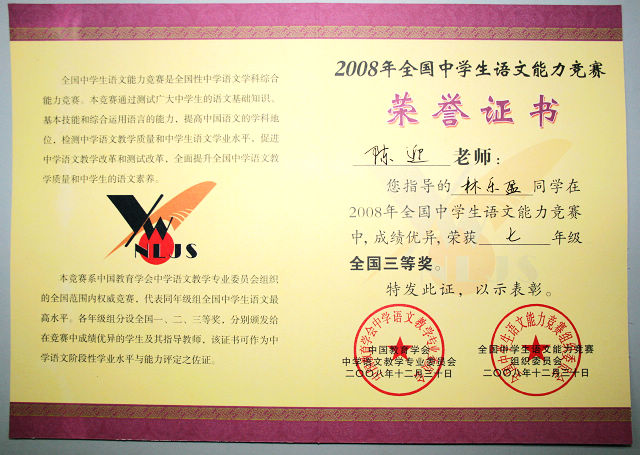 全国中学生语文能力竞赛是全国性中学语文学科综合
能力竞赛。本竞赛通过测试广大中学生的语文基础知识、
基本技能和综合运用语言的能力，提高中国语文的学科地
位，检测中学语文教学质量和中学生语文学业水平，促进
中学语文教学改革和测试改革，全面提升全国中学语文教
学质量和中学生的语文素养。
YW
NLJS
本竞赛系中国教育学会中学语文教学专业委员会组织
的全国范围内权威竞赛，代表同年级组全国中学生语文最
高水平。各年级组分设全国一、二、三等奖，分别颁发给
在竞赛中成绩优异的学生及其指导教师，该证书可作为中
学语文阶段性学业水平与能力评定之佐证。
2008年全国中学生语文能力竞赛
荣誉证书
陈迎 老师：
您指导的 林乐盈 同学在
2008年全国中学生语文能力竞赛
中，成绩优异，荣获 七 年级
全国三等奖。
特发此证，以示表彰。
中国教育学会
中学语文教学专业委员会
二〇〇八年十二月三十日
全国中学生语文能力竞赛
组织委员会
二〇〇八年十二月三十日